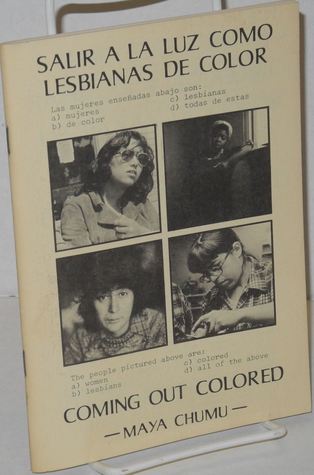 SALIR A LA LUZ COMO
LESBIANAS DE COLOR
Las mujeres enseñadas abajo son:
a) mujeres c) lesbianas
b) de color d) todas de estas
The people pictured above are:
a) women c) colored
b) lesbians d) all of the above
COMING OUT COLORED
— MAYA CHUMU —